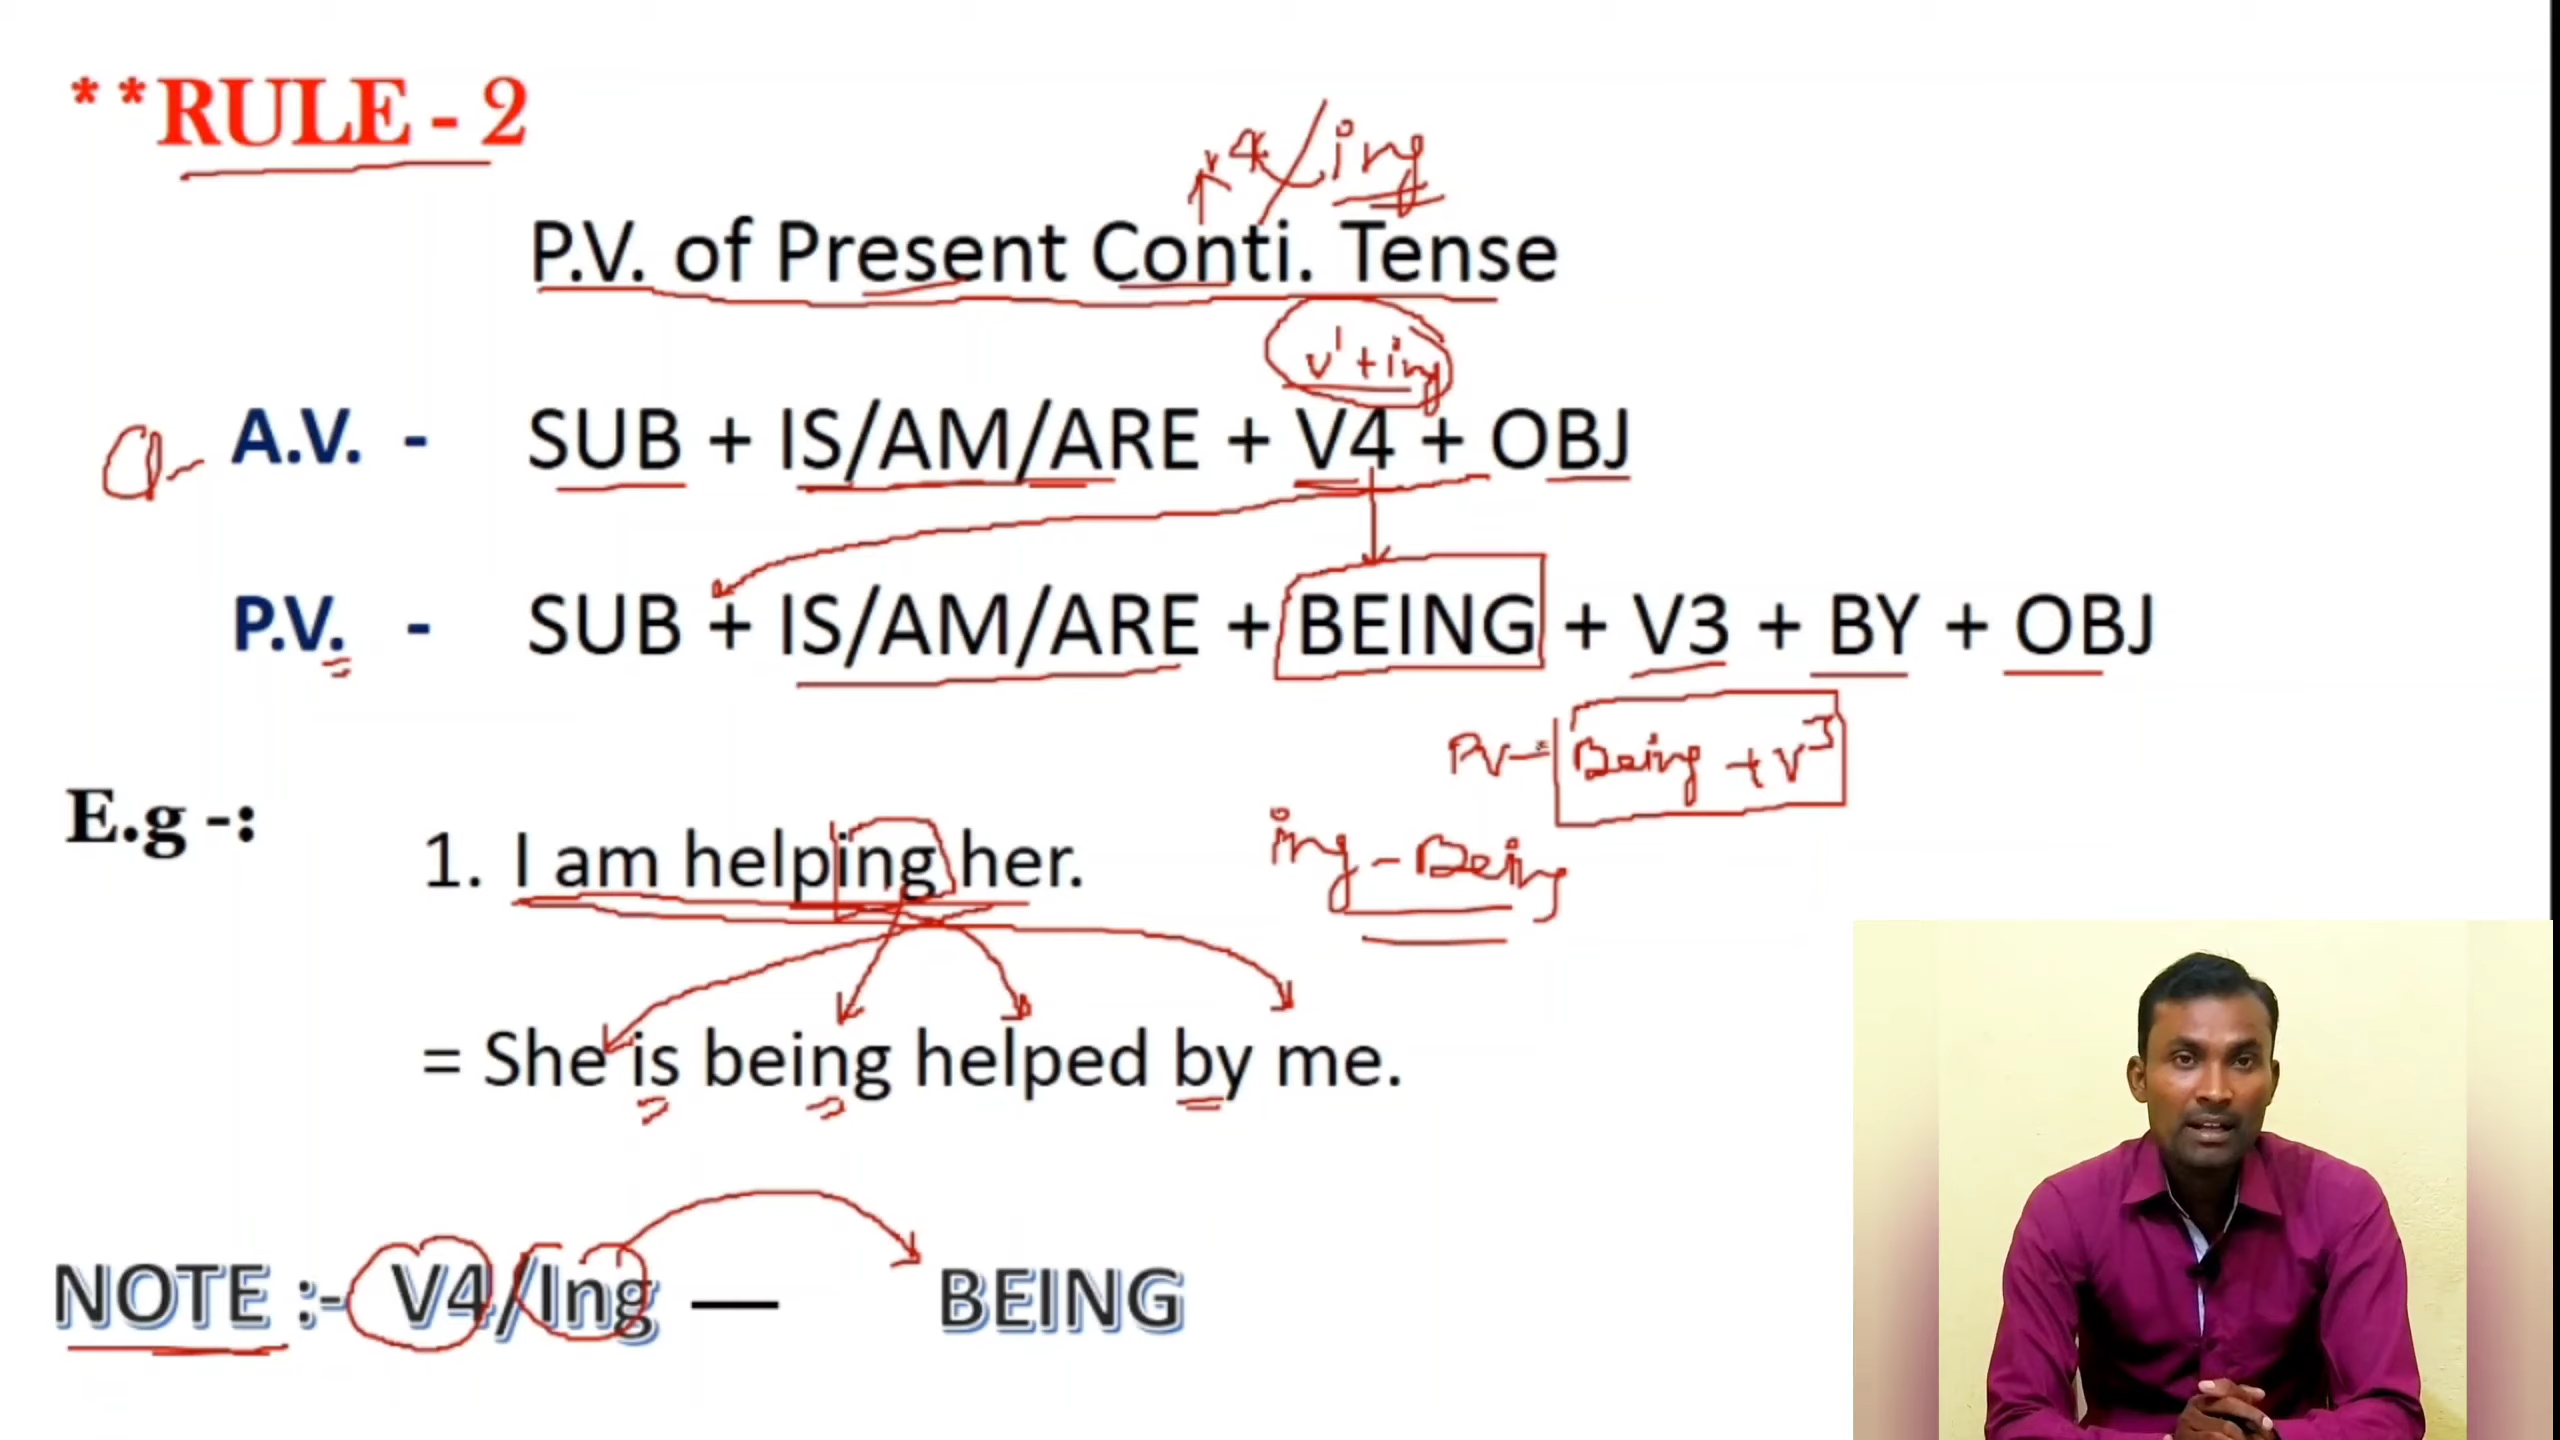 **RULE - 2
v4/ing
P.V. of Present Conti. Tense
v1 + ing
A.V. - SUB + IS/AM/ARE + V4 + OBJ
P.V. - SUB + IS/AM/ARE + BEING + V3 + BY + OBJ
PV - Being + V3
E.g -:
1. I am helping her.
ing - Being
= She is being helped by me.
NOTE :- V4/Ing — BEING